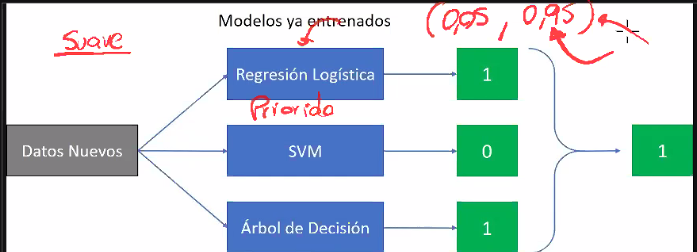 Modelos ya entrenados
(0,05, 0,95)
Suave
Regresión Logística
1
Priorida
Datos Nuevos
SVM
0
1
Árbol de Decisión
1